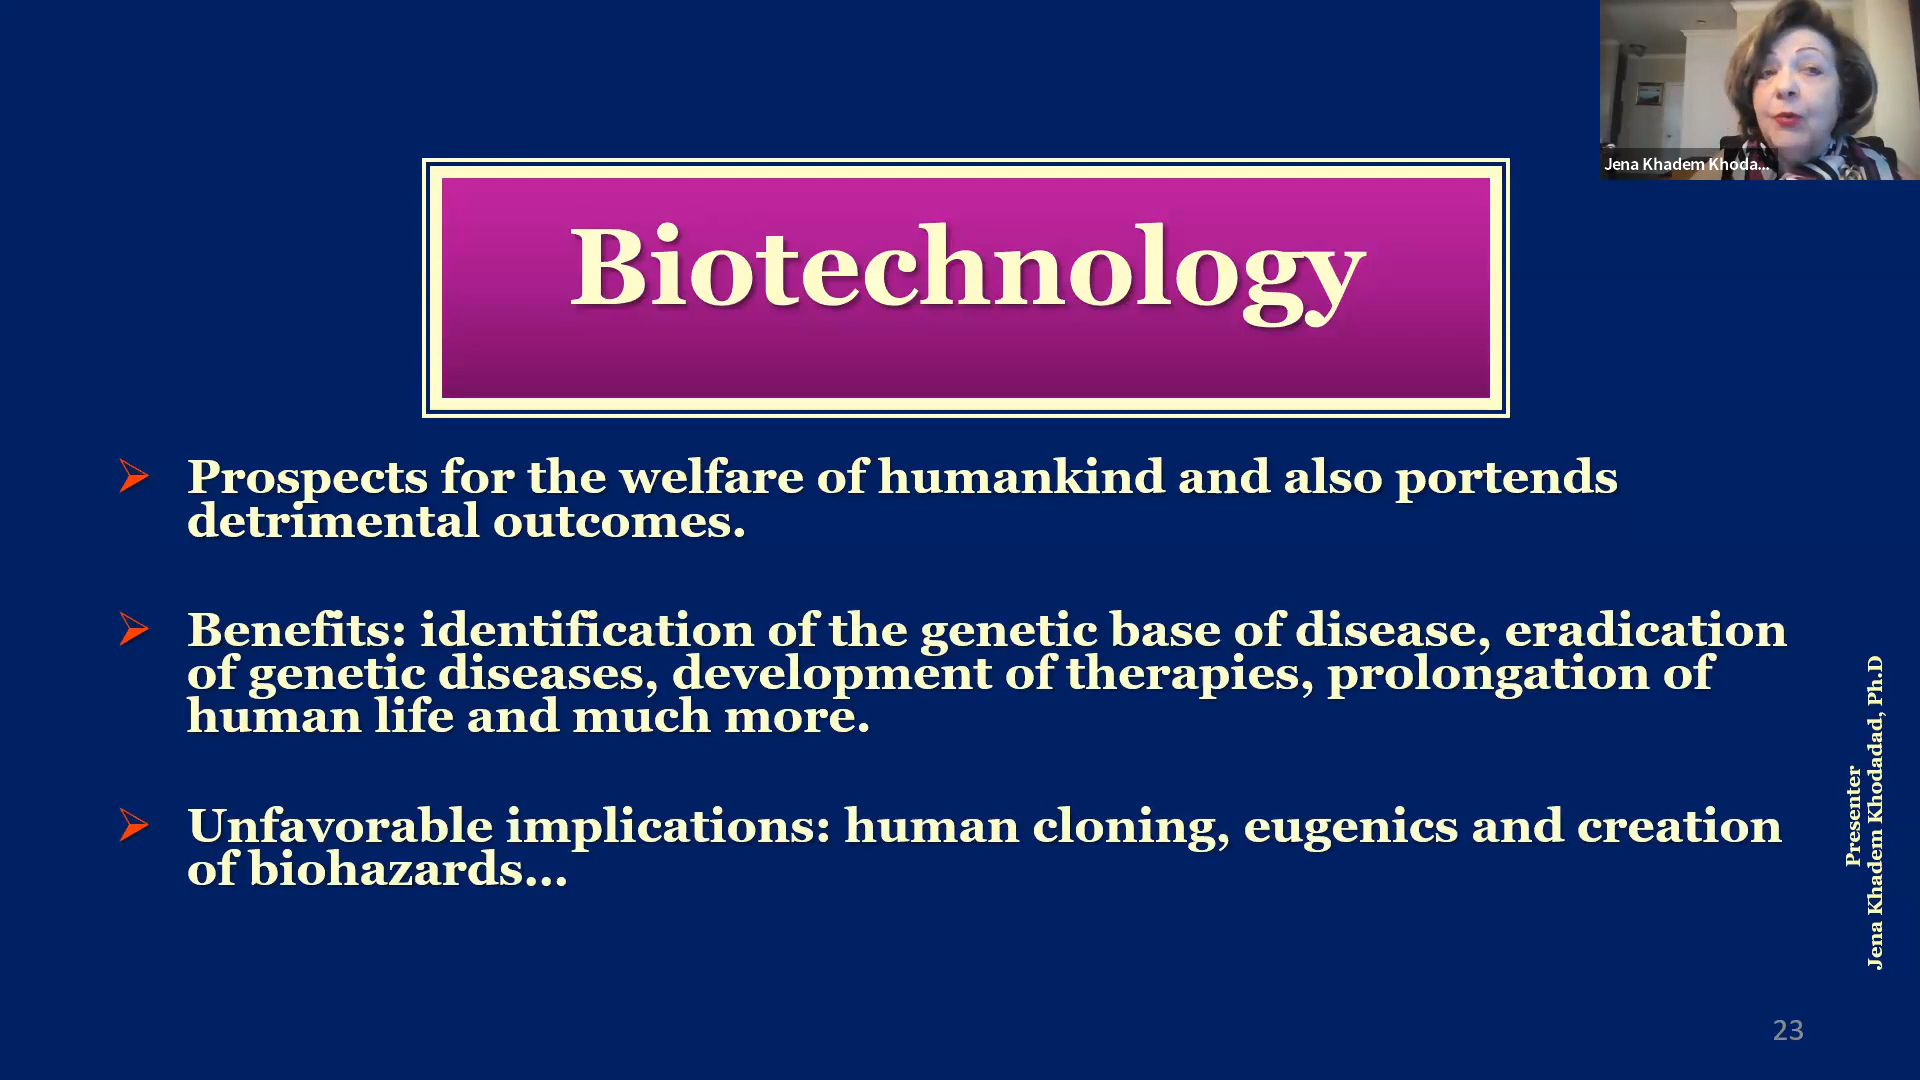 Jena Khadem Khoda...
Biotechnology
Prospects for the welfare of humankind and also portends
detrimental outcomes.
Benefits: identification of the genetic base of disease, eradication
of genetic diseases, development of therapies, prolongation of
human life and much more.
Unfavorable implications: human cloning, eugenics and creation
of biohazards...
Presenter
Jena Khadem Khodadad, Ph.D
23